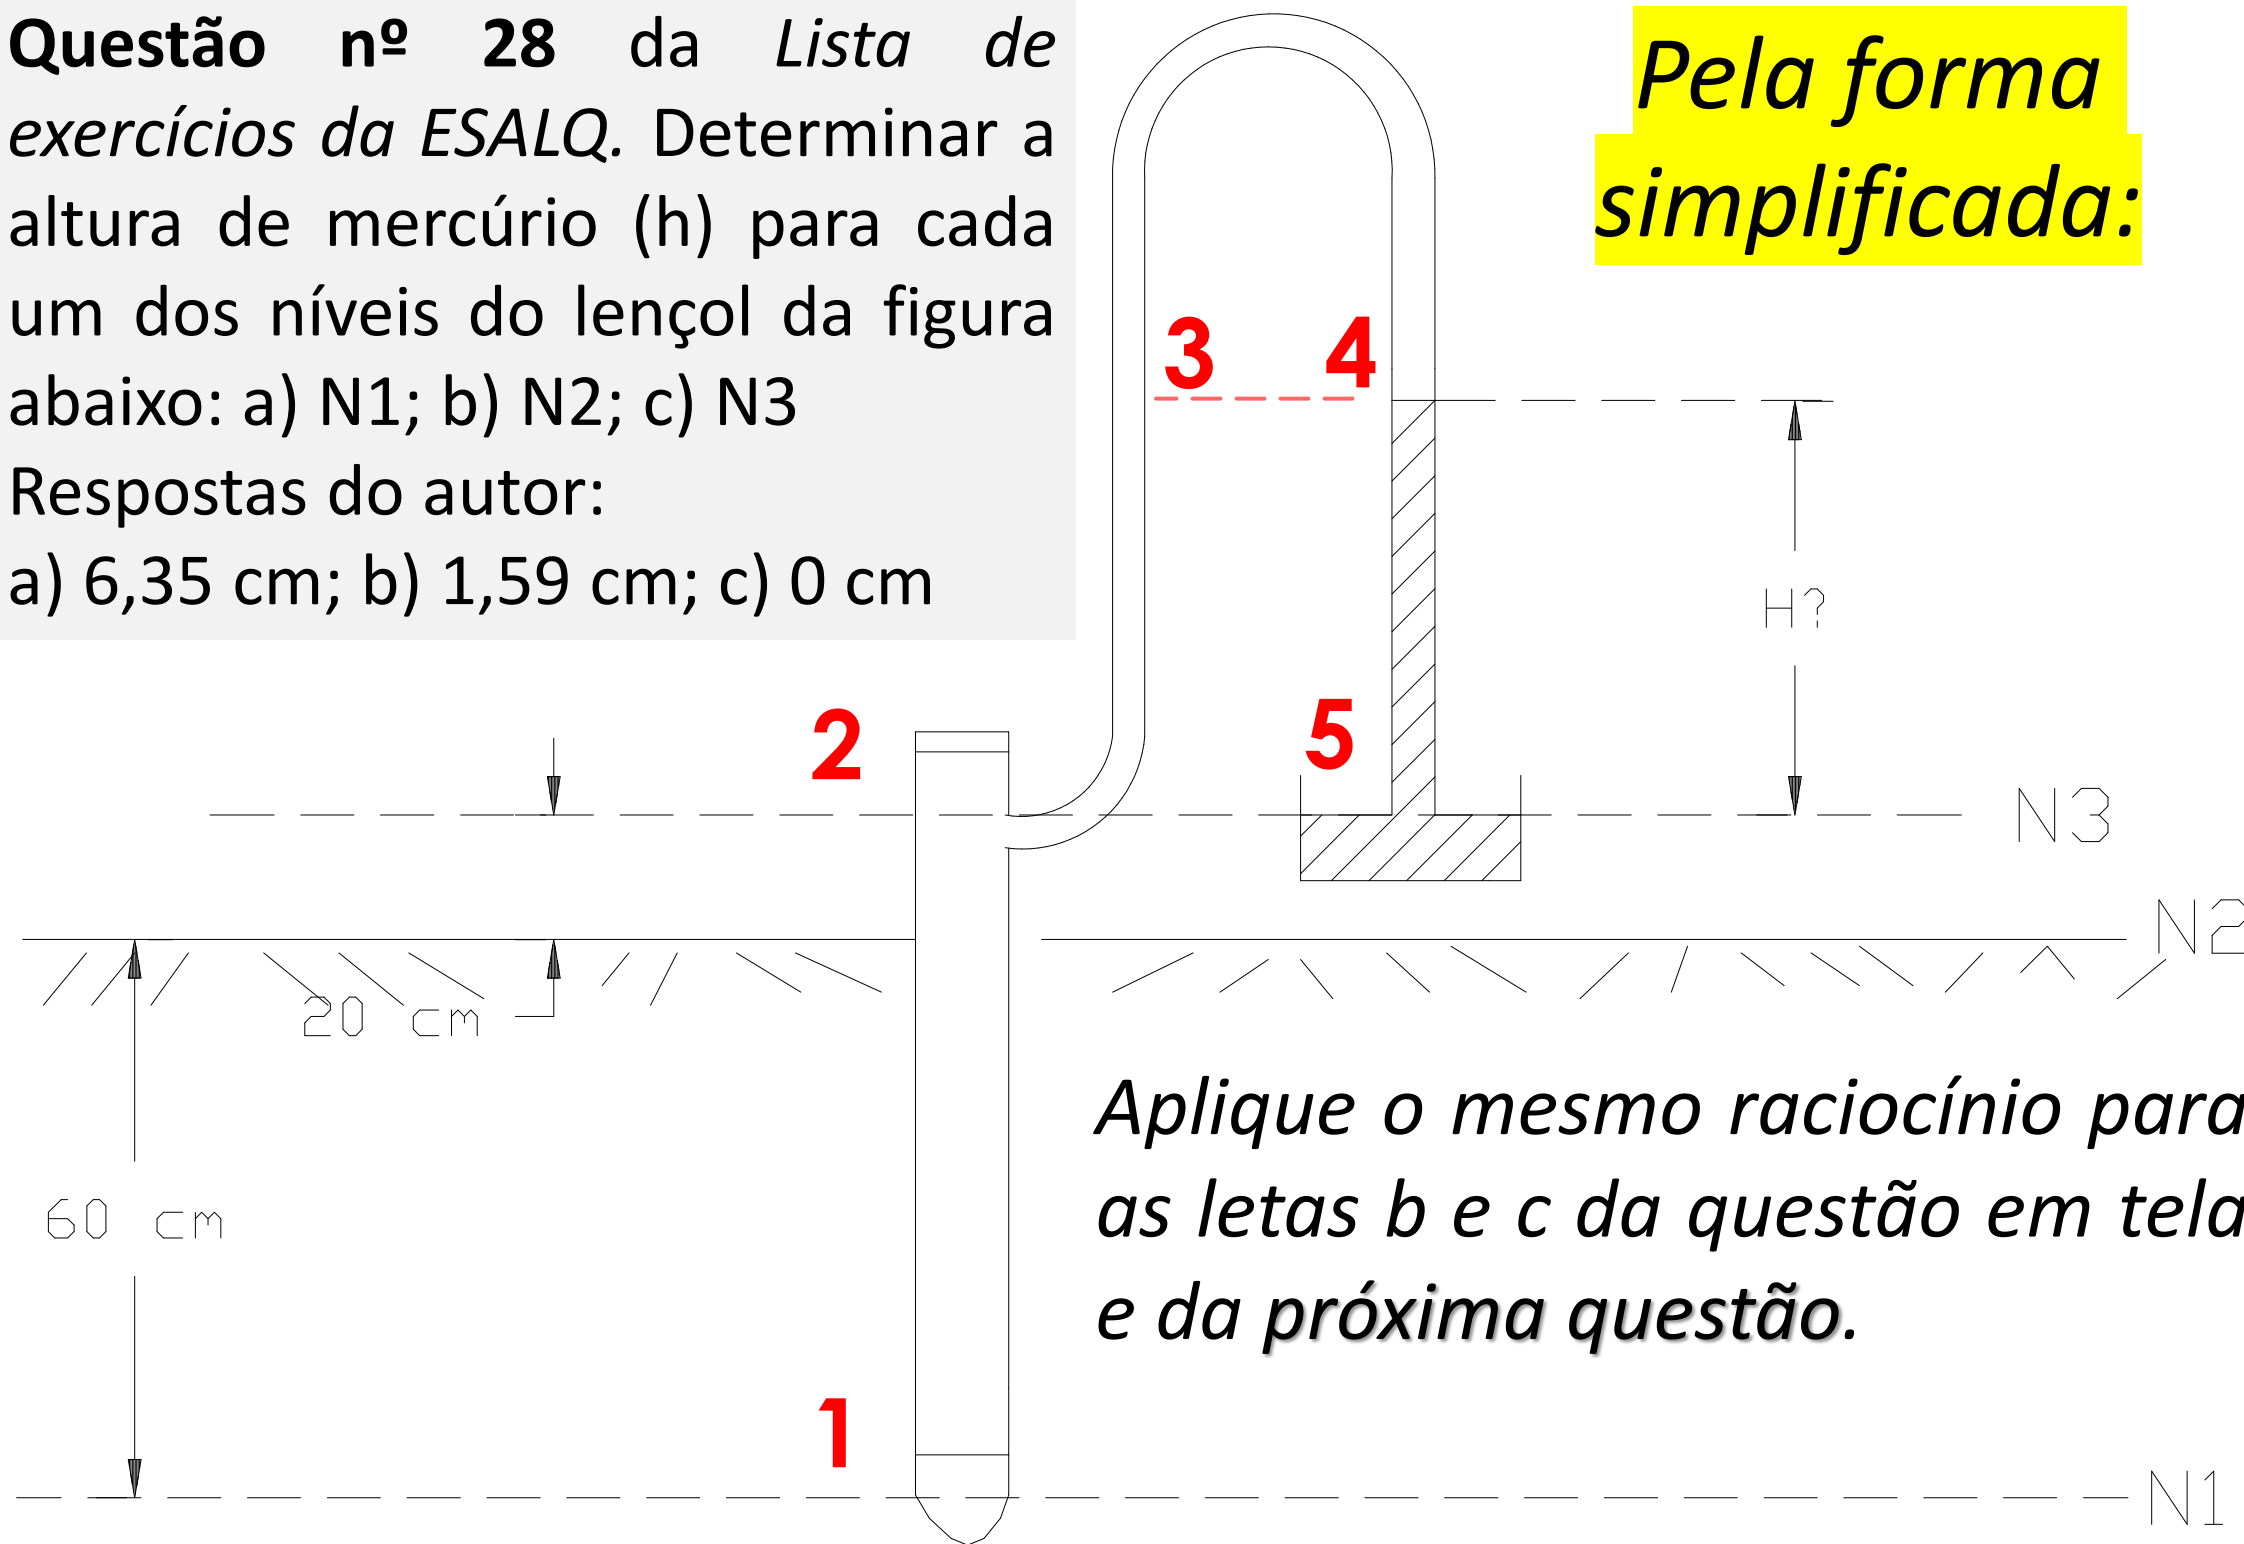 Questão nº 28 da Lista de
exercícios da ESALQ. Determinar a
altura de mercúrio (h) para cada
um dos níveis do lençol da figura
abaixo: a) N1; b) N2; c) N3
Respostas do autor:
a) 6,35 cm; b) 1,59 cm; c) 0 cm
Pela forma
simplificada:
3
4
H?
2
5
N3
N2
20 cm
60 cm
Aplique o mesmo raciocínio para
as letas b e c da questão em tela
e da próxima questão.
1
N1